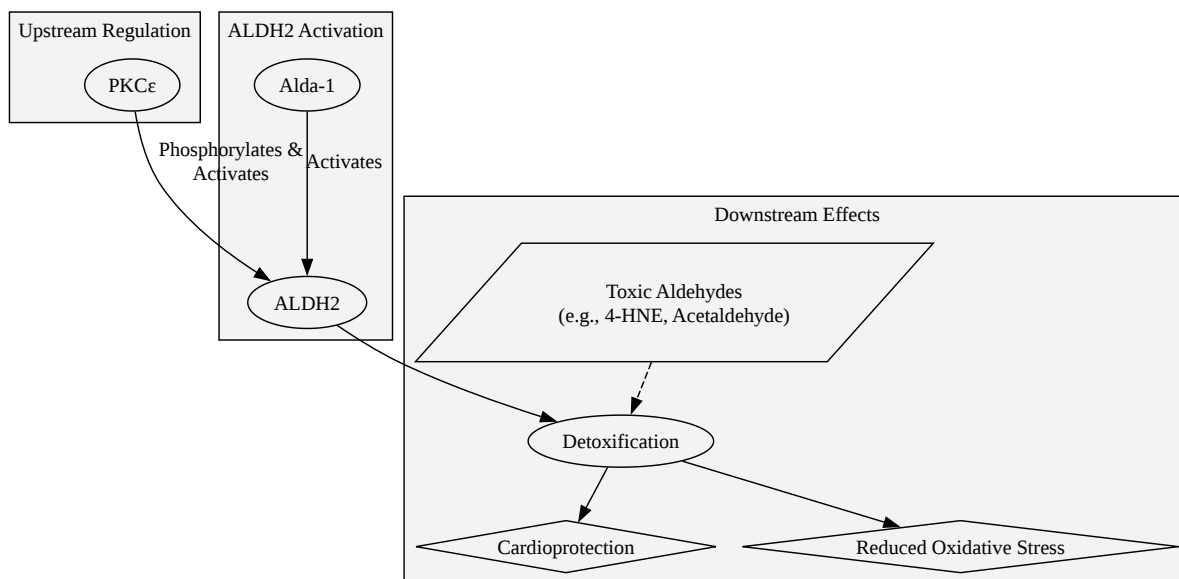 Upstream Regulation
ALDH2 Activation
PKCε
Alda-1
Phosphorylates &
Activates
Activates
Downstream Effects
ALDH2
Toxic Aldehydes
(e.g., 4-HNE, Acetaldehyde)
Detoxification
Cardioprotection
Reduced Oxidative Stress